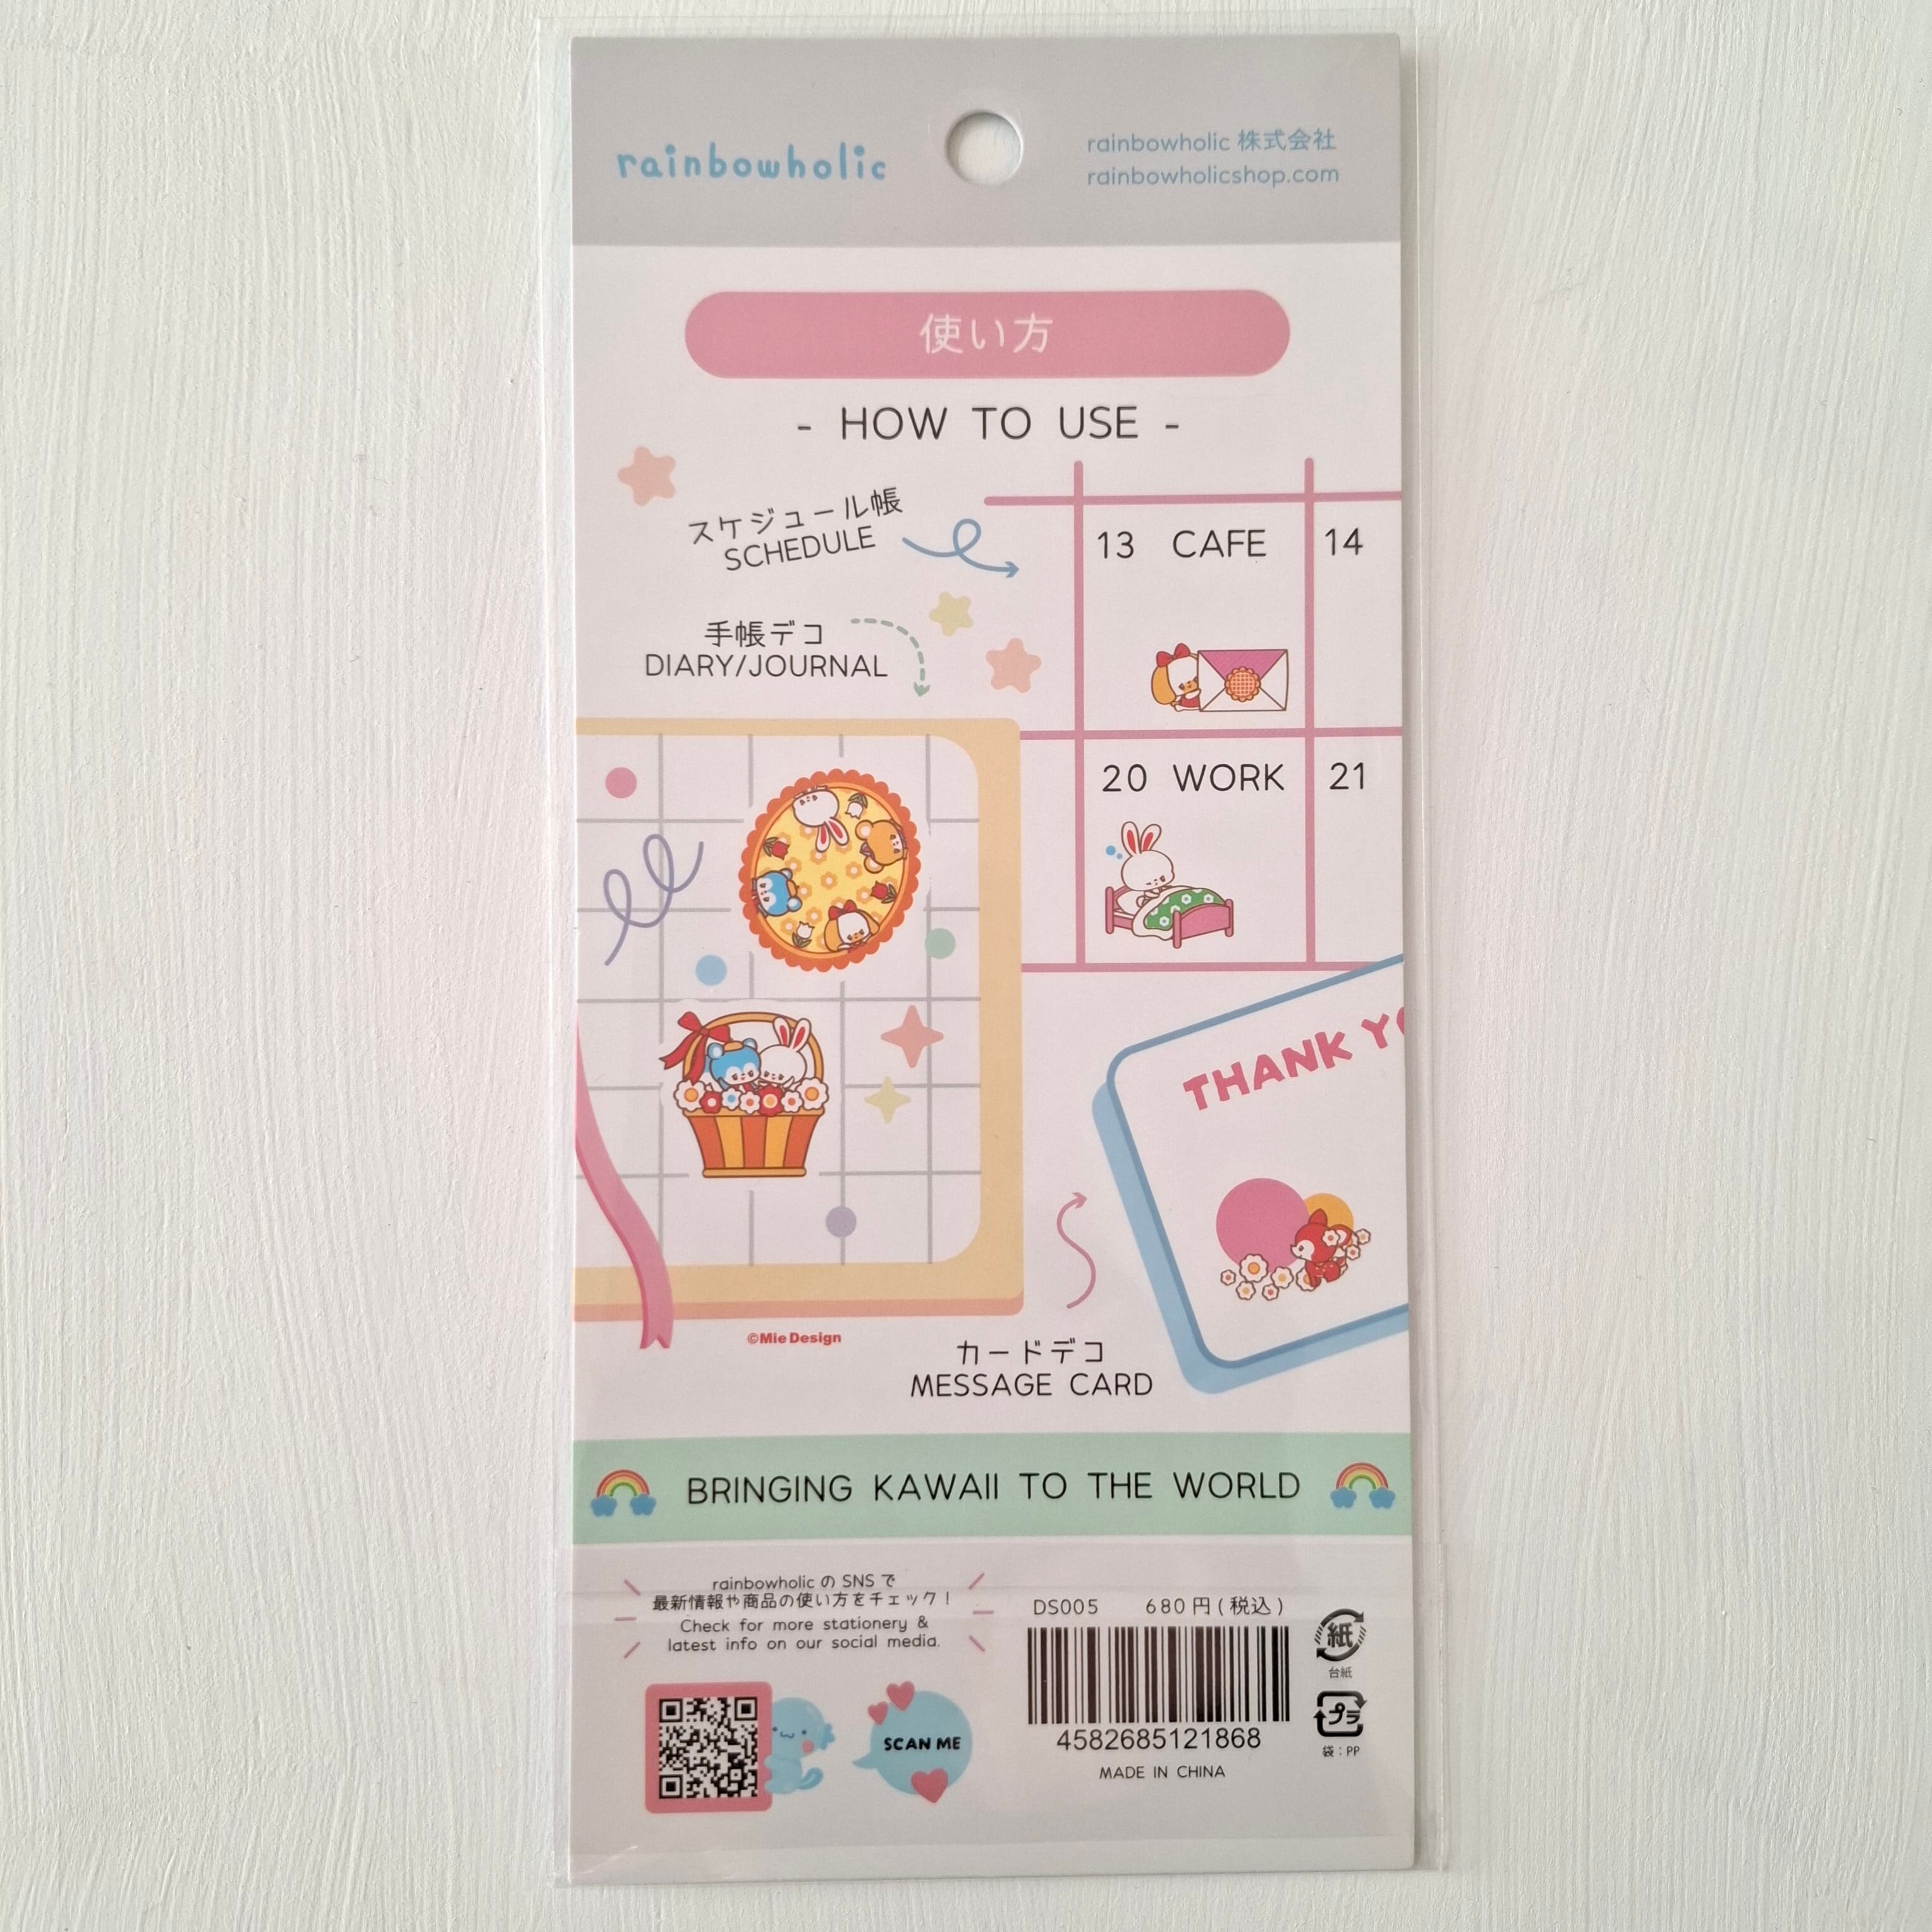 rainbowholic
rainbowholic 株式会社
rainbowholicshop.com
使い方
- HOW TO USE -
スケジュール帳
SCHEDULE
13 CAFE
14
手帳デコ
DIARY/JOURNAL
20 WORK
21
THANK YO
©Mie Design
カードデコ
MESSAGE CARD
BRINGING KAWAII TO THE WORLD
rainbowholic の SNS で
最新情報や商品の使い方をチェック！
Check for more stationery &
latest info on our social media.
SCAN ME
DS005 680円(税込)
4582685121868
MADE IN CHINA
紙
台紙
プラ
袋：PP